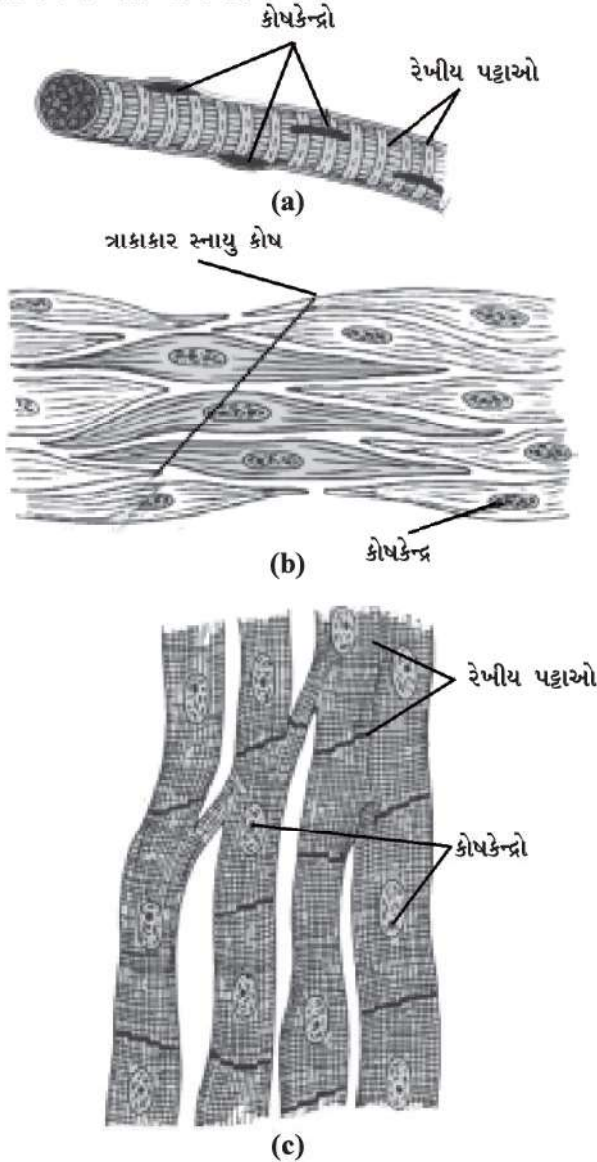 કોષકેન્દ્રો
રેખીય પટ્ટાઓ
(a)
ત્રાકાકાર સ્નાયુ કોષ
કોષકેન્દ્ર
(b)
રેખીય પટ્ટાઓ
કોષકેન્દ્રો
(c)